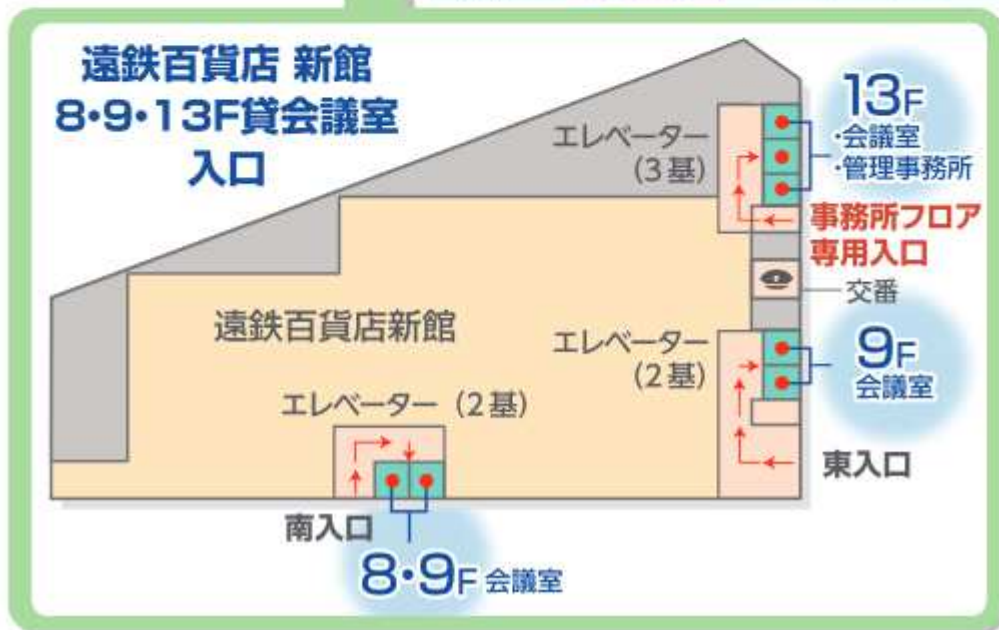 遠鉄百貨店 新館
8・9・13F貸会議室
入口
エレベーター
(3基)
13F
・会議室
・管理事務所
事務所フロア
専用入口
交番
遠鉄百貨店新館
エレベーター
(2基)
9F
会議室
エレベーター (2基)
東入口
南入口
8・9F 会議室